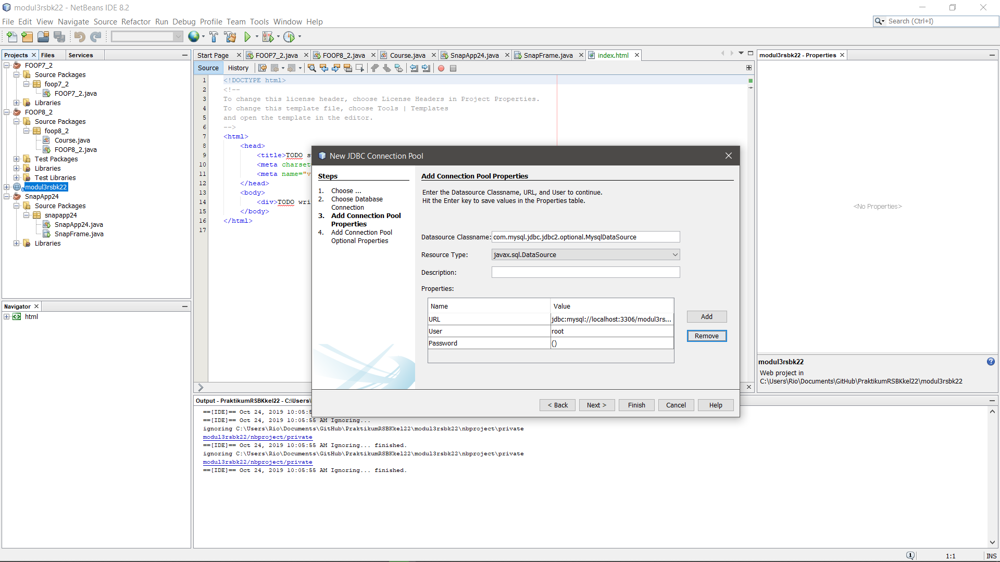 modul3rsbk22 - NetBeans IDE 8.2
File Edit View Navigate Source Refactor Run Debug Profile Team Tools Window Help
Search (Ctrl+I)
Projects Files Services
FOOP7_2
Source Packages
foop7_2
FOOP7_2.java
Libraries
FOOP8_2
Source Packages
foop8_2
Course.java
FOOP8_2.java
Test Packages
Libraries
Test Libraries
modul3rsbk22
SnapApp24
Source Packages
snapapp24
SnapApp24.java
SnapFrame.java
Libraries
Navigator
html
Start Page FOOP7_2.java FOOP8_2.java Course.java SnapApp24.java SnapFrame.java index.html
Source History
1 <!DOCTYPE html>
2 <!--
3 To change this license header, choose License Headers in Project Properties.
4 To change this template file, choose Tools | Templates
5 and open the template in the editor.
6 -->
7 <html>
8 <head>
9 <title>TODO
10 <meta charset
11 <meta name="v
12 </head>
13 <body>
14 <div>TODO wri
15 </body>
16 </html>
17
New JDBC Connection Pool
Steps
1. Choose ...
2. Choose Database
Connection
3. Add Connection Pool
Properties
4. Add Connection Pool
Optional Properties
Add Connection Pool Properties
Enter the Datasource Classname, URL, and User to continue.
Hit the Enter key to save values in the Properties table.
Datasource Classname: com.mysql.jdbc.jdbc2.optional.MysqlDataSource
Resource Type: javax.sql.DataSource
Description:
Properties:
Name Value
URL jdbc:mysql://localhost:3306/modul3rs...
User root
Password ()
Add
Remove
< Back Next > Finish Cancel Help
modul3rsbk22 - Properties
<No Properties>
modul3rsbk22
Web project in
C:\Users\Rio\Documents\GitHub\PraktikumRSBKkel22\modul3rsbk22
Output - PraktikumRSBKkel22 - C:\Users\
==[IDE]== Oct 24, 2019 10:05:5
==[IDE]== Oct 24, 2019 10:05:55 AM Ignoring...
ignoring C:\Users\Rio\Documents\GitHub\PraktikumRSBKkel22\modul3rsbk22\nbproject\private
modul3rsbk22/nbproject/private
==[IDE]== Oct 24, 2019 10:05:55 AM Ignoring... finished.
ignoring C:\Users\Rio\Documents\GitHub\PraktikumRSBKkel22\modul3rsbk22\nbproject\private
modul3rsbk22/nbproject/private
==[IDE]== Oct 24, 2019 10:05:55 AM Ignoring... finished.
1:1 INS